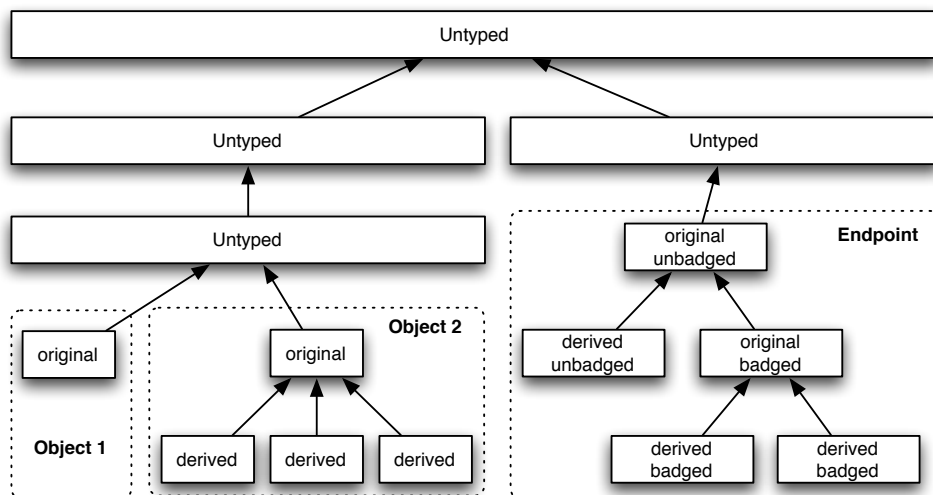 Untyped
Untyped
Untyped
Untyped
original
unbadged
Endpoint
Object 2
original
original
derived
unbadged
original
badged
Object 1
derived
derived
derived
derived
badged
derived
badged